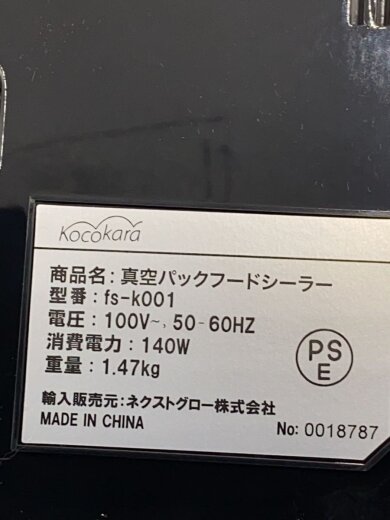 Kocokara
商品名：真空パックフードシーラー
型番：fs-k001
電圧：100V~, 50-60HZ
消費電力：140W
重量：1.47kg
PS
E
輸入販売元：ネクストグロー株式会社
MADE IN CHINA
No: 0018787